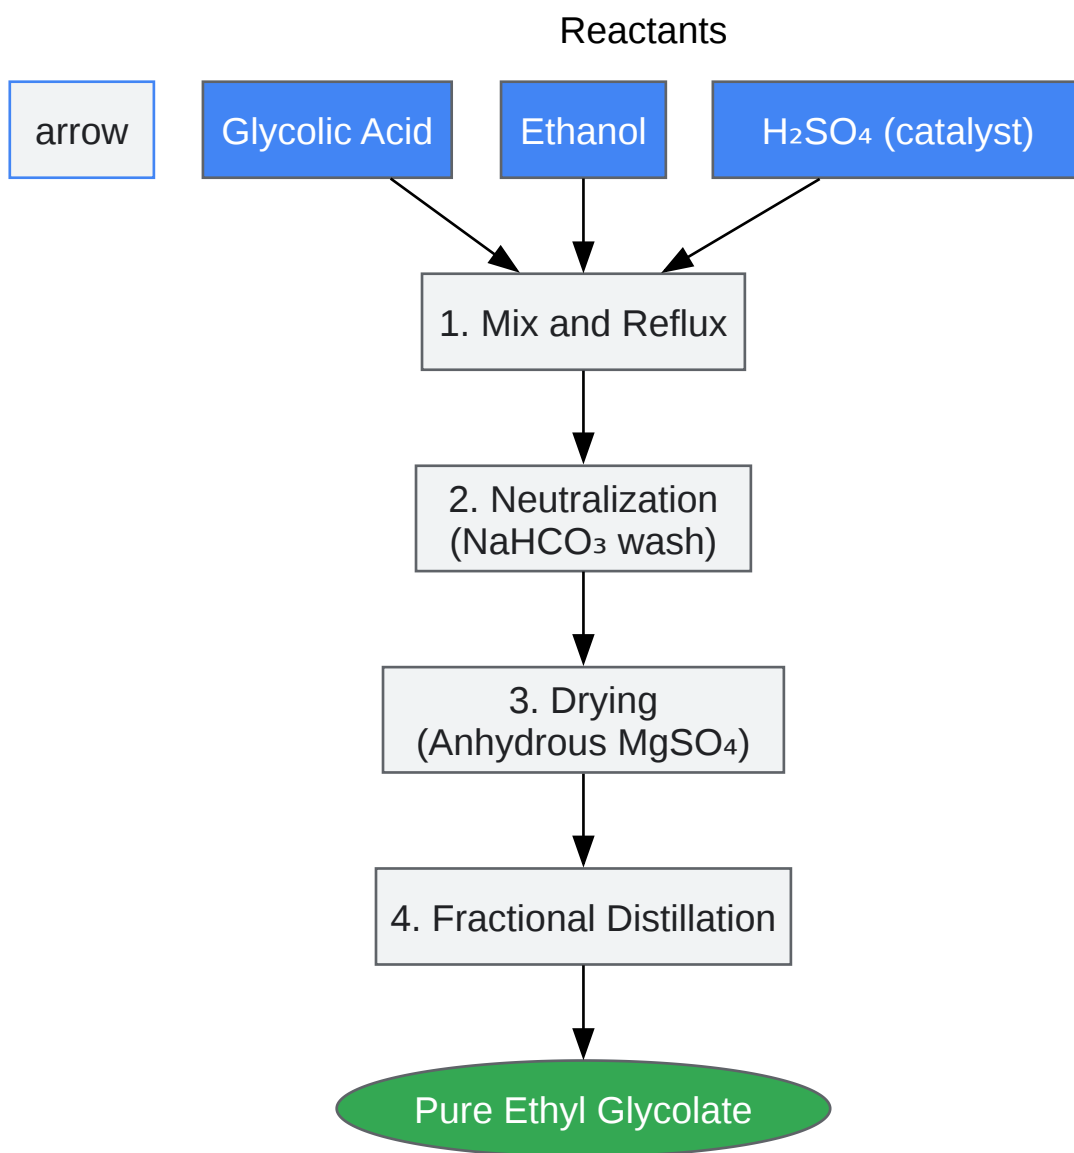 Reactants
arrow
Glycolic Acid
Ethanol
H₂SO₄ (catalyst)
1. Mix and Reflux
2. Neutralization
(NaHCO₃ wash)
3. Drying
(Anhydrous MgSO₄)
4. Fractional Distillation
Pure Ethyl Glycolate